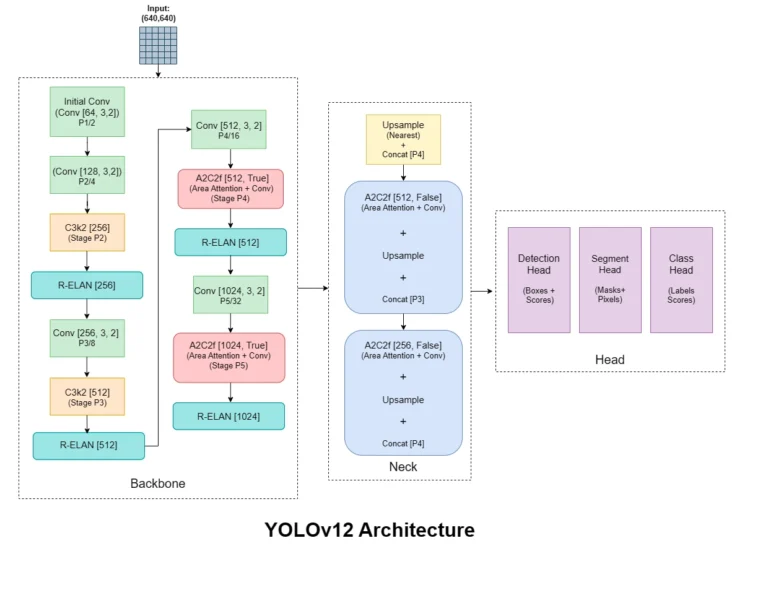 Input:
(640,640)
Initial Conv
(Conv [64, 3,2])
P1/2
(Conv [128, 3,2])
P2/4
C3k2 [256]
(Stage P2)
R-ELAN [256]
Conv [256, 3, 2]
P3/8
C3k2 [512]
(Stage P3)
R-ELAN [512]
Conv [512, 3, 2]
P4/16
A2C2f [512, True]
(Area Attention + Conv)
(Stage P4)
R-ELAN [512]
Conv [1024, 3, 2]
P5/32
A2C2f [1024, True]
(Area Attention + Conv)
(Stage P5)
R-ELAN [1024]
Backbone
Upsample
(Nearest)
+
Concat [P4]
A2C2f [512, False]
(Area Attention + Conv)
+
Upsample
+
Concat [P3]
A2C2f [256, False]
(Area Attention + Conv)
+
Upsample
+
Concat [P4]
Neck
Detection
Head
(Boxes +
Scores)
Segment
Head
(Masks+
Pixels)
Class
Head
(Labels
Scores)
Head
YOLOv12 Architecture